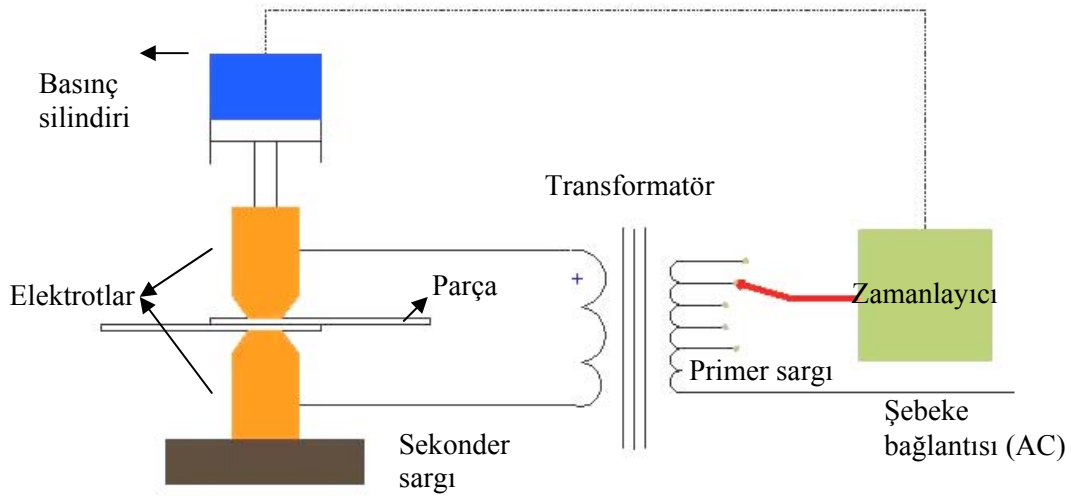 Basınç
silindiri
Transformatör
Elektrotlar
Parça
Zamanlayıcı
Primer sargı
Sekonder
sargı
Şebeke
bağlantısı (AC)